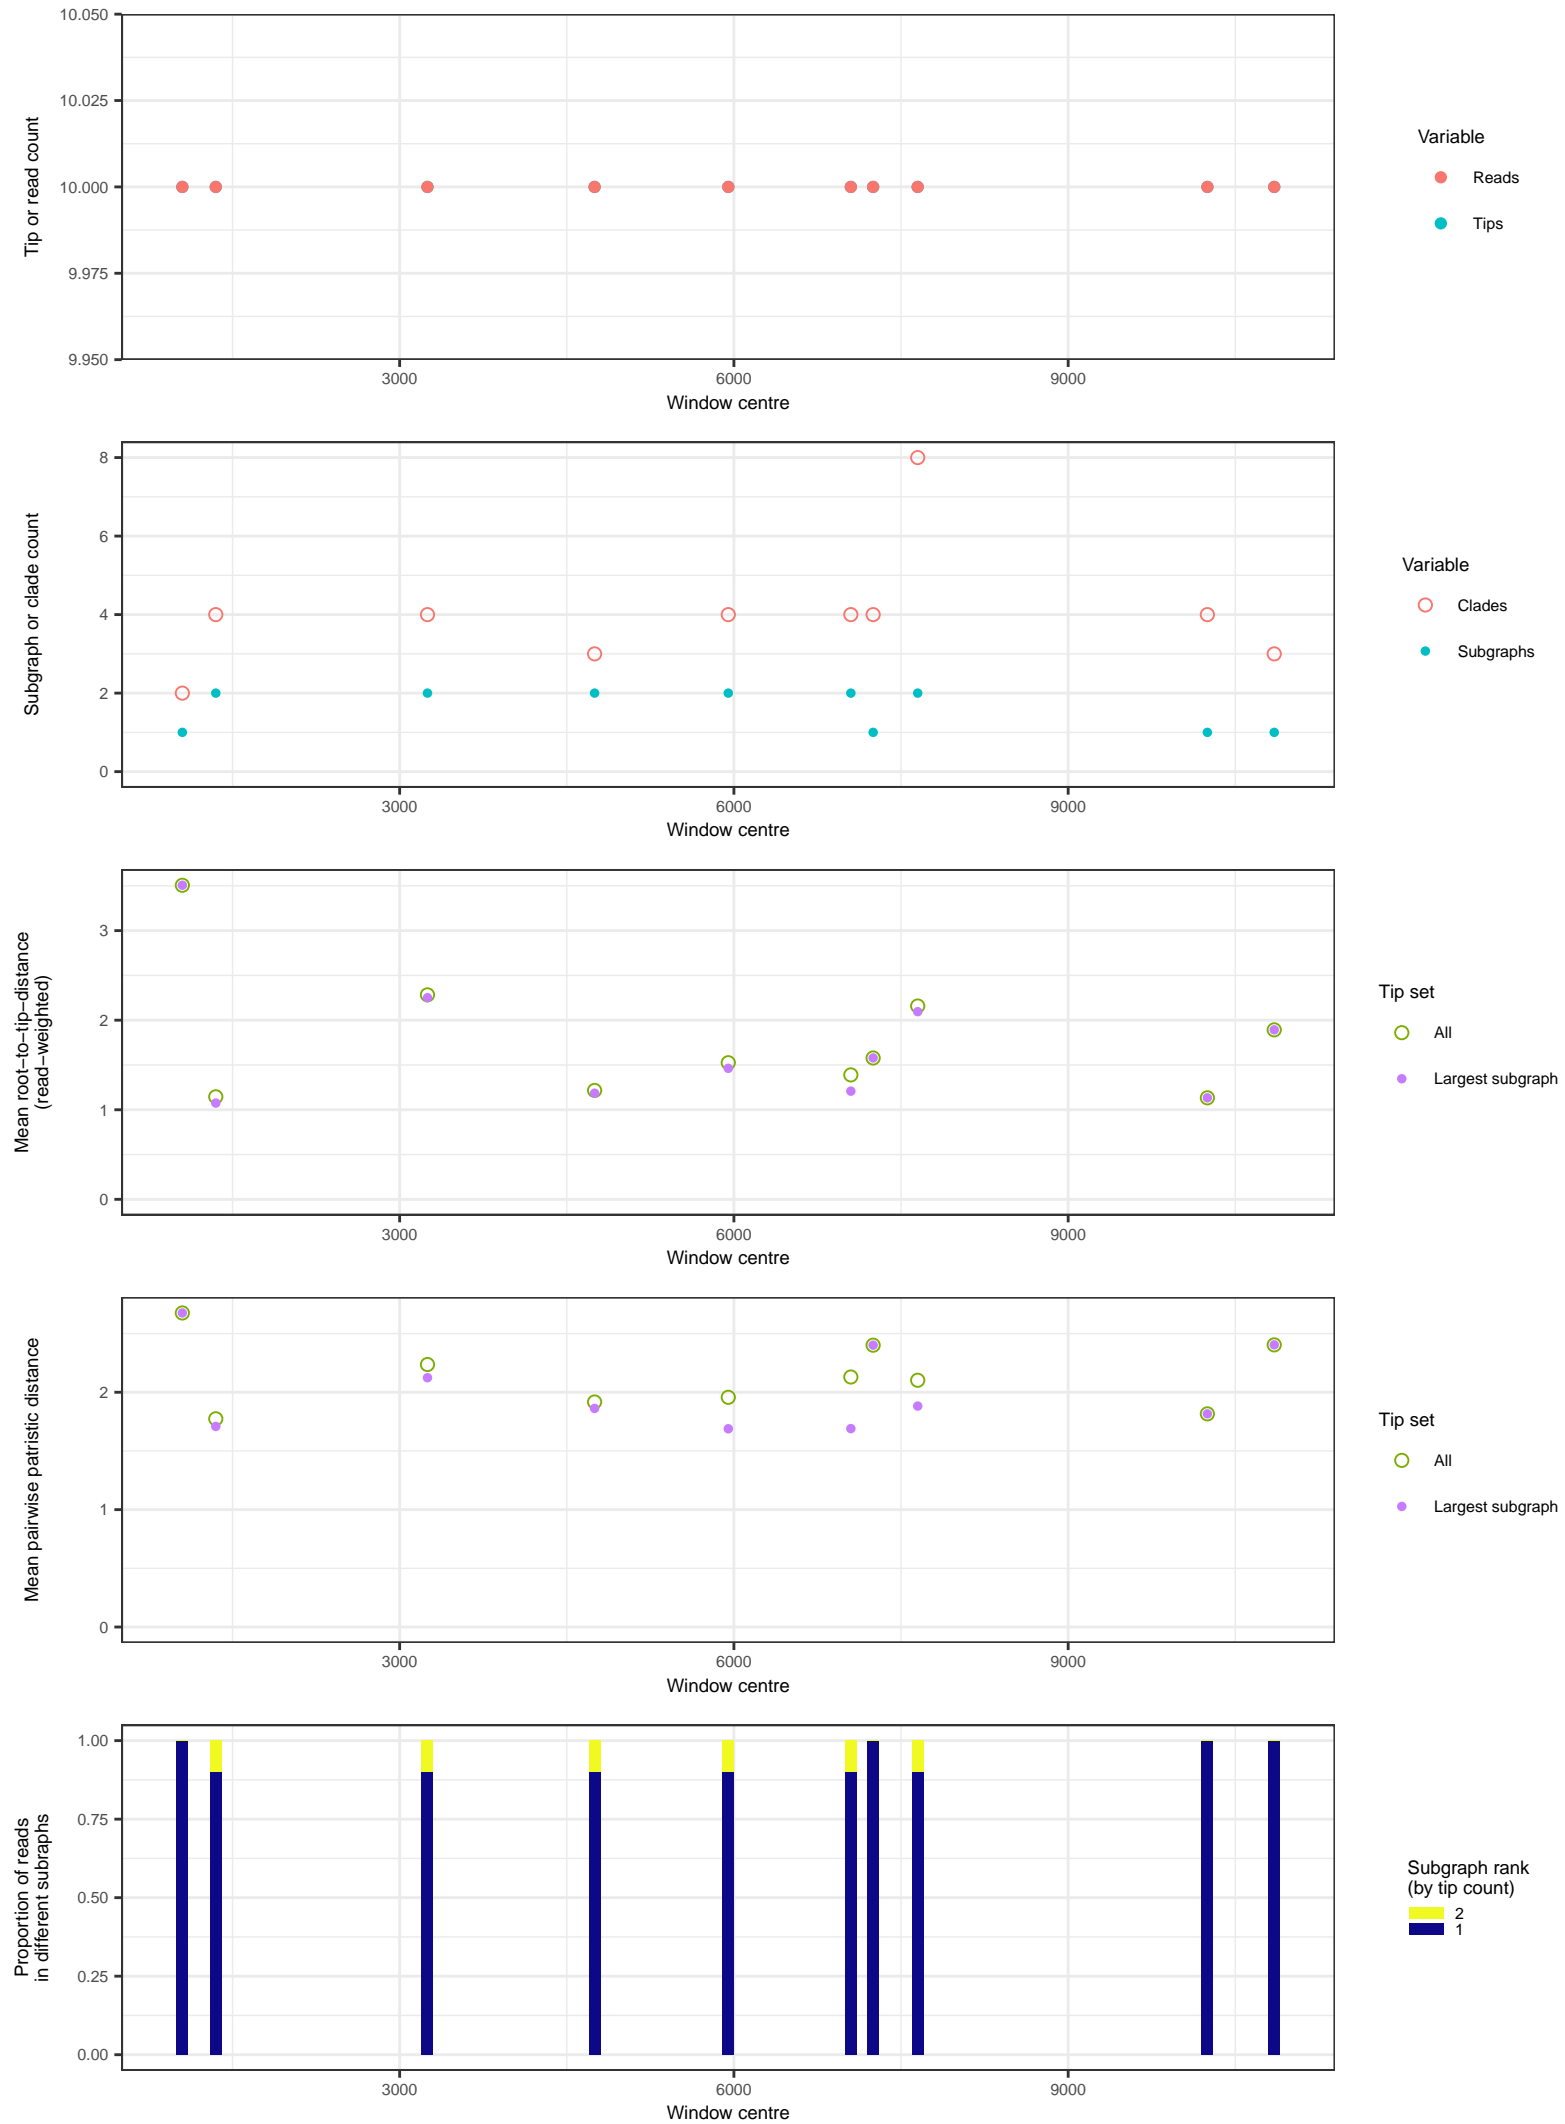 10.050
10.025
10.000
9.975
9.950
Tip or read count
3000 6000 9000
Window centre
Variable
Reads
Tips
8
6
4
2
0
Subgraph or clade count
3000 6000 9000
Window centre
Variable
Clades
Subgraphs
3
2
1
0
Mean root−to−tip−distance
(read−weighted)
3000 6000 9000
Window centre
Tip set
All
Largest subgraph
2
1
0
Mean pairwise patristic distance
3000 6000 9000
Window centre
Tip set
All
Largest subgraph
1.00
0.75
0.50
0.25
0.00
Proportion of reads
in different subraphs
3000 6000 9000
Window centre
Subgraph rank
(by tip count)
2
1